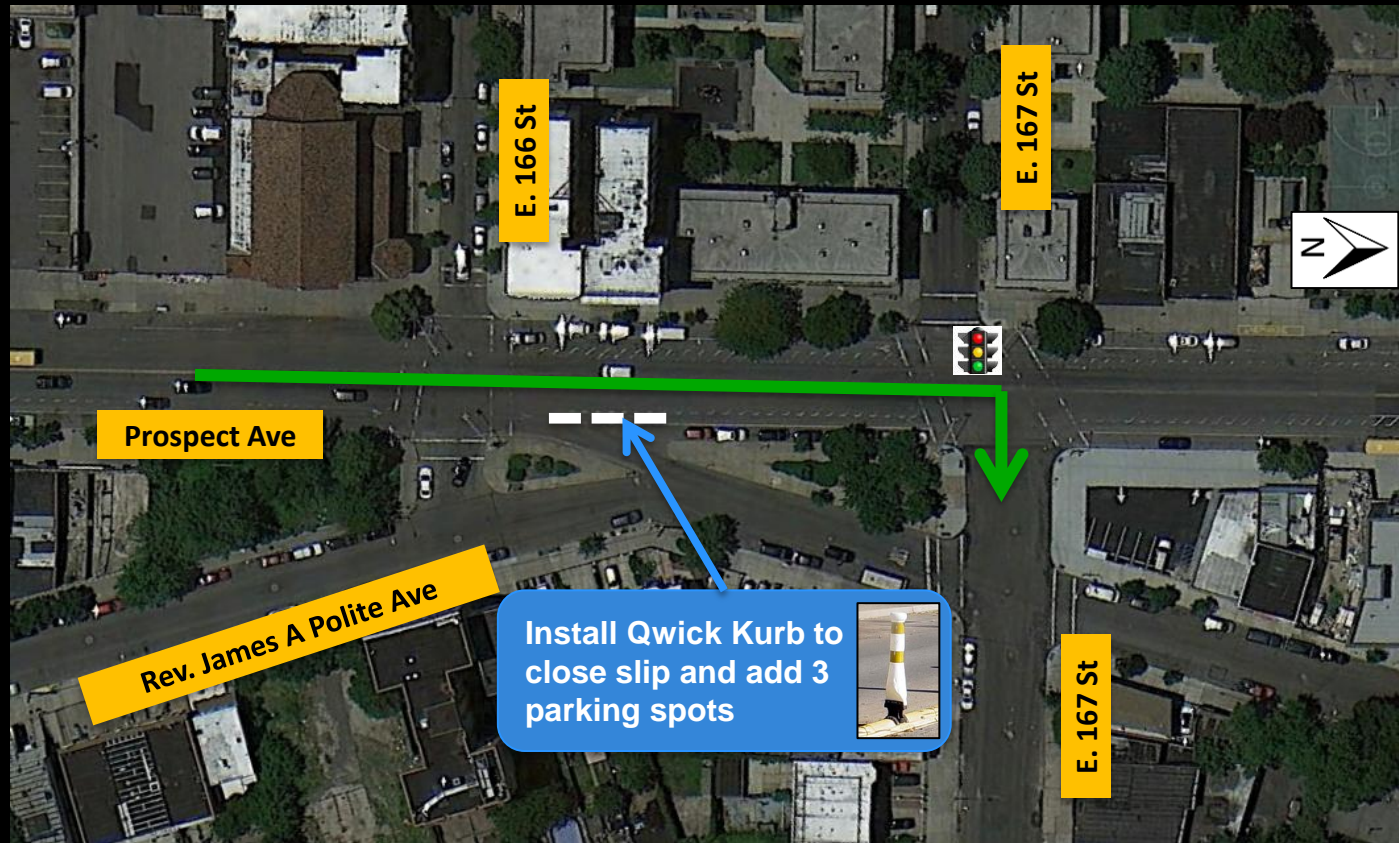 E. 166 St
E. 167 St
N
Prospect Ave
Rev. James A Polite Ave
Install Qwick Kurb to
close slip and add 3
parking spots
E. 167 St